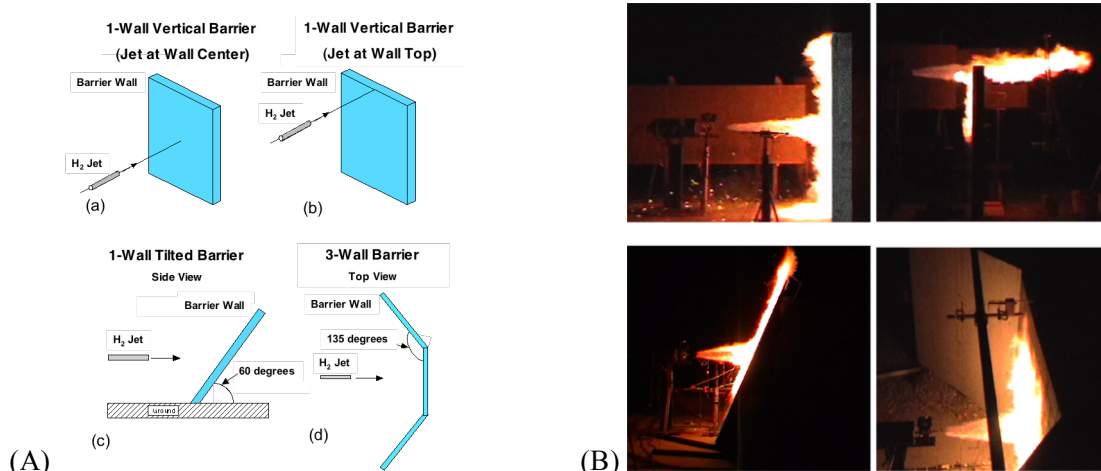 1-Wall Vertical Barrier
(Jet at Wall Center)
Barrier Wall
H2 Jet
(a)
1-Wall Vertical Barrier
(Jet at Wall Top)
Barrier Wall
H2 Jet
(b)
1-Wall Tilted Barrier
Side View
Barrier Wall
H2 Jet
60 degrees
Ground
(c)
3-Wall Barrier
Top View
Barrier Wall
135 degrees
H2 Jet
(d)
(A)
(B)